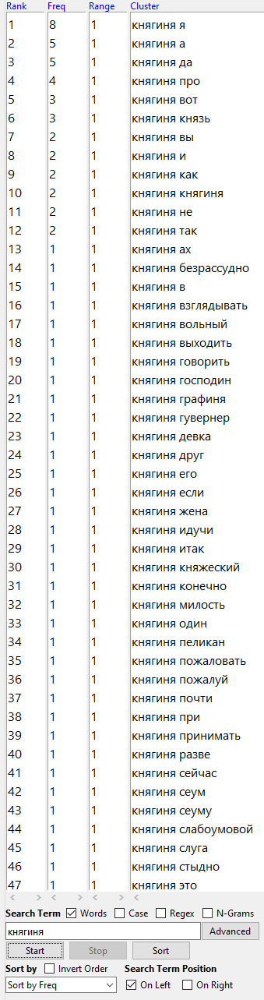 Rank Freq Range Cluster
1 8 1 княгиня я
2 5 1 княгиня а
3 5 1 княгиня да
4 4 1 княгиня про
5 3 1 княгиня вот
6 3 1 княгиня князь
7 2 1 княгиня вы
8 2 1 княгиня и
9 2 1 княгиня как
10 2 1 княгиня княгиня
11 2 1 княгиня не
12 2 1 княгиня так
13 1 1 княгиня ах
14 1 1 княгиня безрассудно
15 1 1 княгиня в
16 1 1 княгиня взглядывать
17 1 1 княгиня вольный
18 1 1 княгиня выходить
19 1 1 княгиня говорить
20 1 1 княгиня господин
21 1 1 княгиня графиня
22 1 1 княгиня гувернер
23 1 1 княгиня девка
24 1 1 княгиня друг
25 1 1 княгиня его
26 1 1 княгиня если
27 1 1 княгиня жена
28 1 1 княгиня идучи
29 1 1 княгиня итак
30 1 1 княгиня княжеский
31 1 1 княгиня конечно
32 1 1 княгиня милость
33 1 1 княгиня один
34 1 1 княгиня пеликан
35 1 1 княгиня пожаловать
36 1 1 княгиня пожалуй
37 1 1 княгиня почти
38 1 1 княгиня при
39 1 1 княгиня принимать
40 1 1 княгиня разве
41 1 1 княгиня сейчас
42 1 1 княгиня сеум
43 1 1 княгиня сеуму
44 1 1 княгиня слабоумовой
45 1 1 княгиня слуга
46 1 1 княгиня стыдно
47 1 1 княгиня это
Search Term Words Case Regex N-Grams
княгиня Advanced
Start Stop Sort
Sort by Invert Order Search Term Position
Sort by Freq On Left On Right